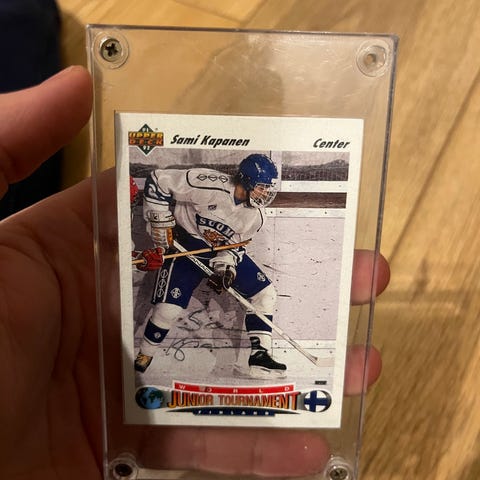 UPPER DECK
Sami Kapanen
Center
SUOMI
WORLD
JUNIOR TOURNAMENT
FINLAND